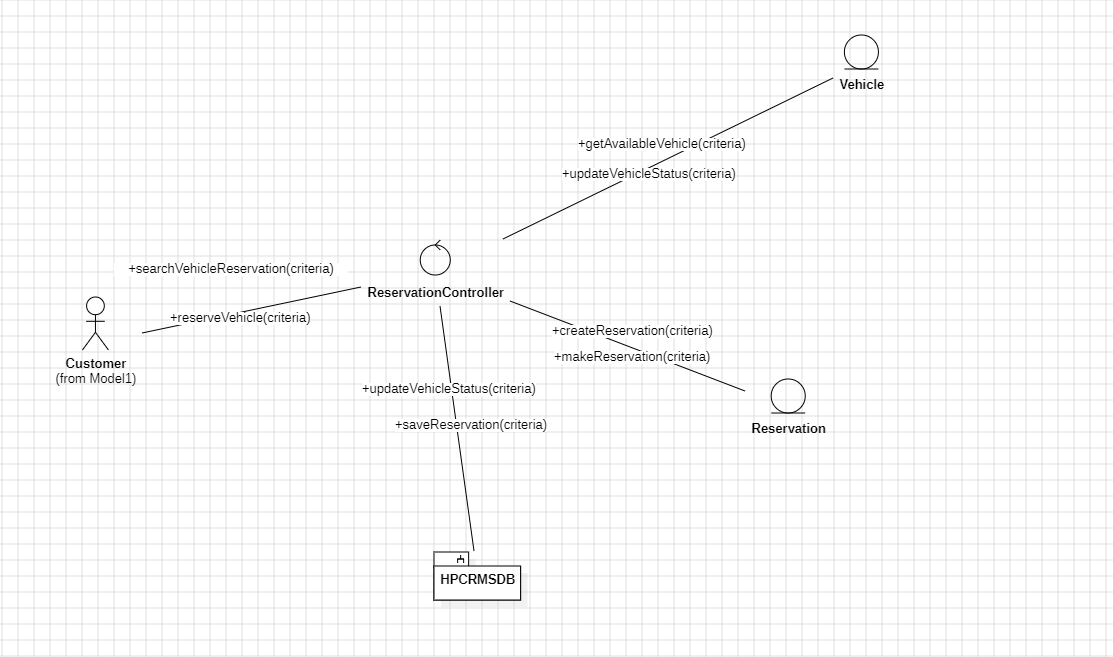 Vehicle
+getAvailableVehicle(criteria)
+updateVehicleStatus(criteria)
+searchVehicleReservation(criteria)
ReservationController
+reserveVehicle(criteria)
Customer
(from Model1)
+createReservation(criteria)
+makeReservation(criteria)
Reservation
+updateVehicleStatus(criteria)
+saveReservation(criteria)
HPCRMSDB